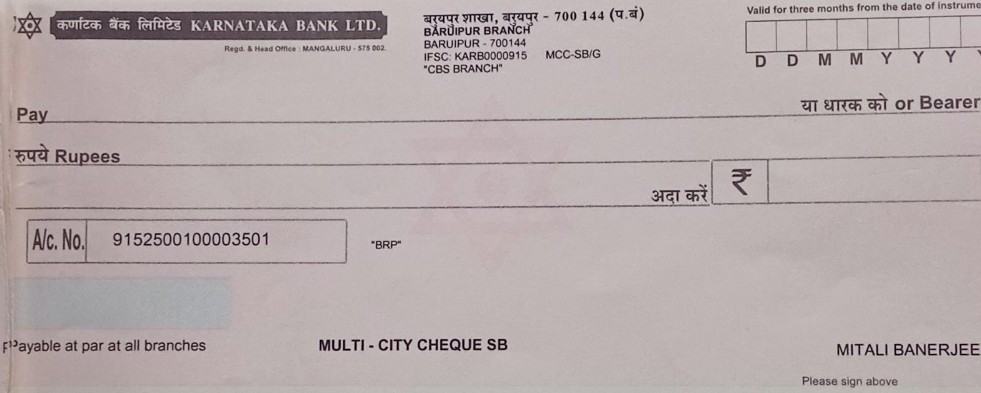 कर्णाटक बैंक लिमिटेड KARNATAKA BANK LTD.
Regd. & Head Office : MANGALURU - 575 002.
बरुयपुर शाखा, बरुयपुर - 700 144 (प.बं)
BARUIPUR BRANCH
BARUIPUR - 700144
IFSC: KARB0000915 MCC-SB/G
"CBS BRANCH"
Valid for three months from the date of instrume
D D M M Y Y Y
Pay या धारक को or Bearer
रुपये Rupees
अदा करें ₹
A/c. No. 9152500100003501 "BRP"
Payable at par at all branches MULTI - CITY CHEQUE SB MITALI BANERJEE
Please sign above